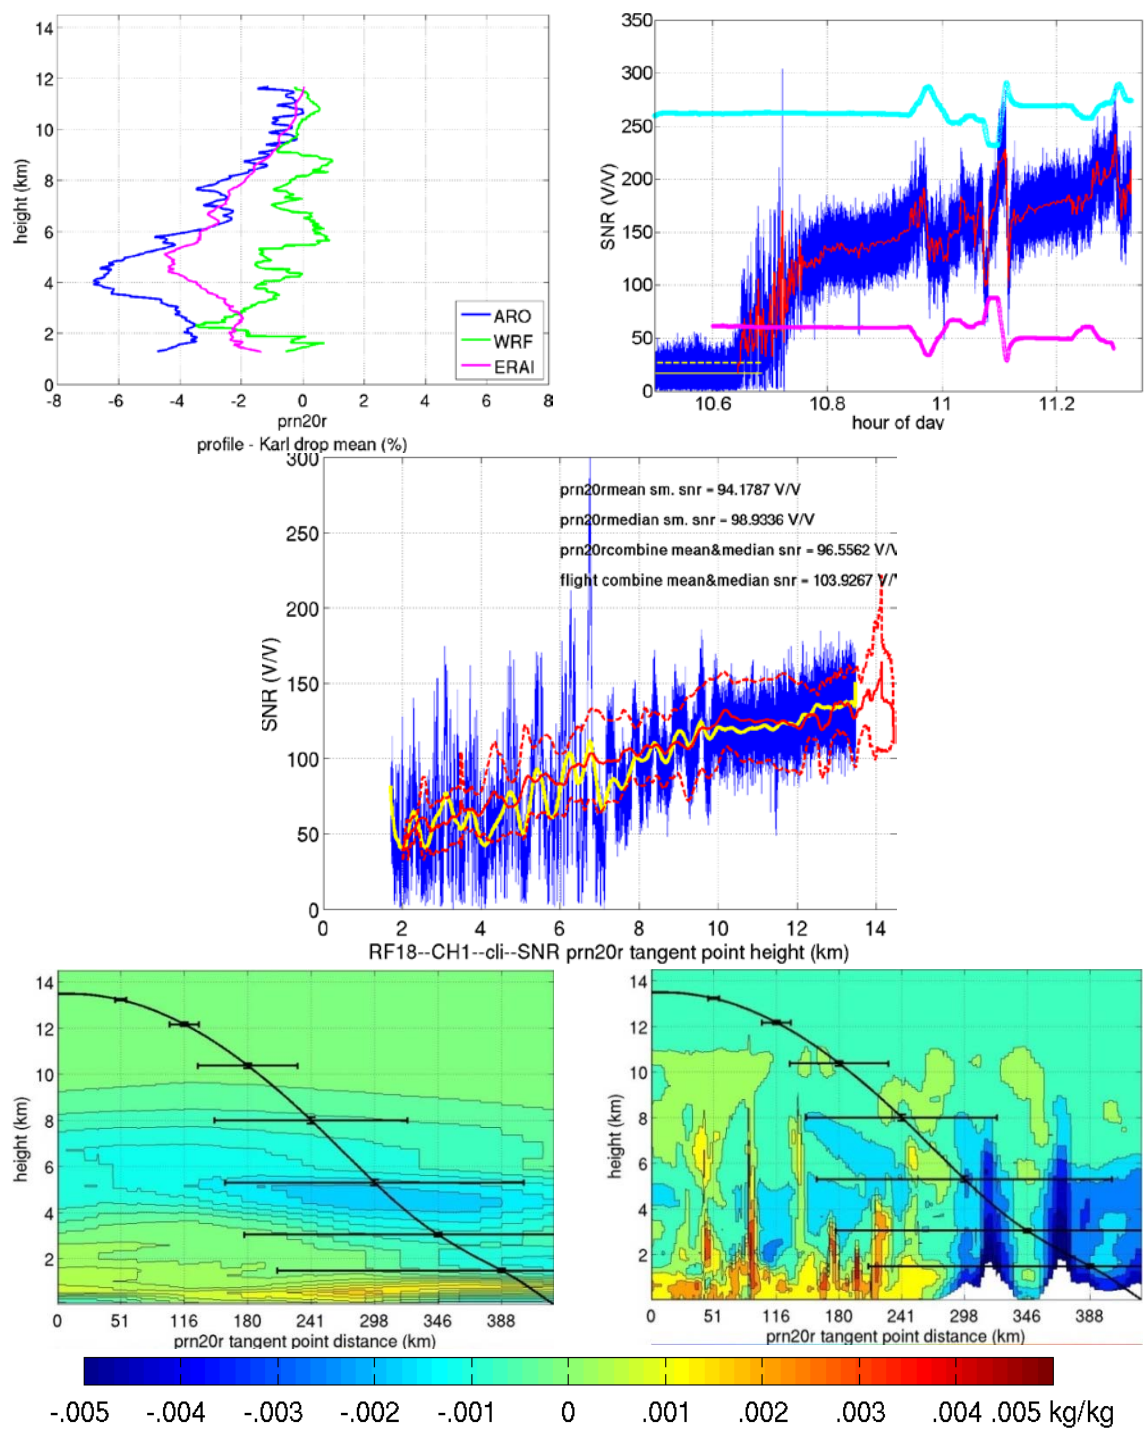 14
12
10
8
6
4
2
0
height (km)
-8 -6 -4 -2 0 2 4 6 8
ARO
WRF
ERAI
prn20r
profile - Karl drop mean (%)
350
300
250
200
150
100
50
0
SNR (V/V)
10.6 10.8 11 11.2
hour of day
300
250
200
150
100
50
0
SNR (V/V)
prn20rmean sm. snr = 94.1787 V/V
prn20rmedian sm. snr = 98.9336 V/V
prn20rcombine mean&median snr = 96.5562 V/V
flight combine mean&median snr = 103.9267 V/V
0 2 4 6 8 10 12 14
RF18--CH1--cli--SNR prn20r tangent point height (km)
14
12
10
8
6
4
2
height (km)
0 51 116 180 241 298 346 388
prn20r tangent point distance (km)
14
12
10
8
6
4
2
height (km)
0 51 116 180 241 298 346 388
prn20r tangent point distance (km)
-.005 -.004 -.003 -.002 -.001 0 .001 .002 .003 .004 .005 kg/kg